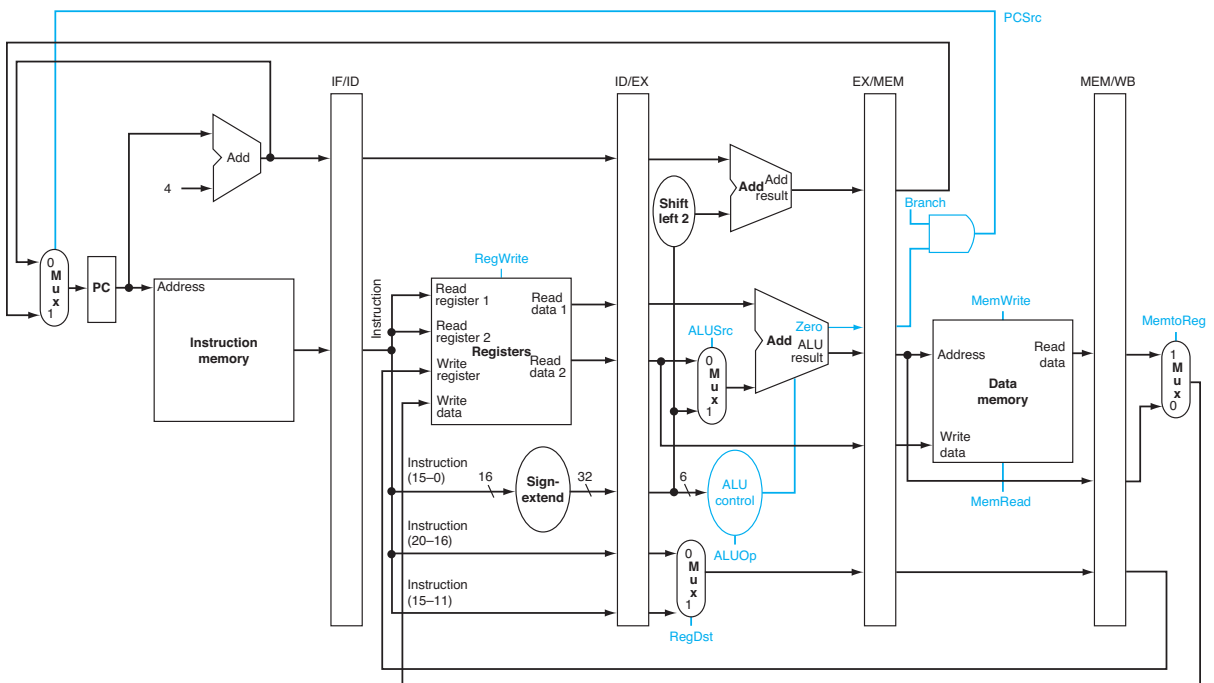 PCSrc
IF/ID
ID/EX
EX/MEM
MEM/WB
Add
4
0
M
u
x
1
PC
Address
Instruction
memory
Instruction
RegWrite
Read
register 1
Read
register 2
Registers
Write
register
Write
data
Read
data 1
Read
data 2
Instruction
(15–0)
16
Sign-
extend
32
Instruction
(20–16)
Instruction
(15–11)
Shift
left 2
Add
Add
result
ALUSrc
0
M
u
x
1
Zero
Add
ALU
result
6
ALU
control
ALUOp
0
M
u
x
1
RegDst
Branch
MemWrite
Address
Read
data
Data
memory
Write
data
MemRead
MemtoReg
1
M
u
x
0